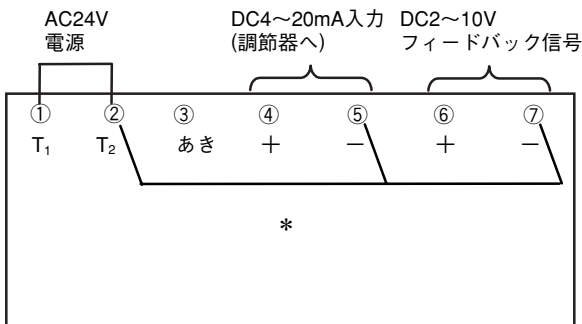 AC24V
電源
DC4～20mA入力
(調節器へ)
DC2～10V
フィードバック信号
① ② ③ ④ ⑤ ⑥ ⑦
T₁ T₂ あき ＋ － ＋ －
*